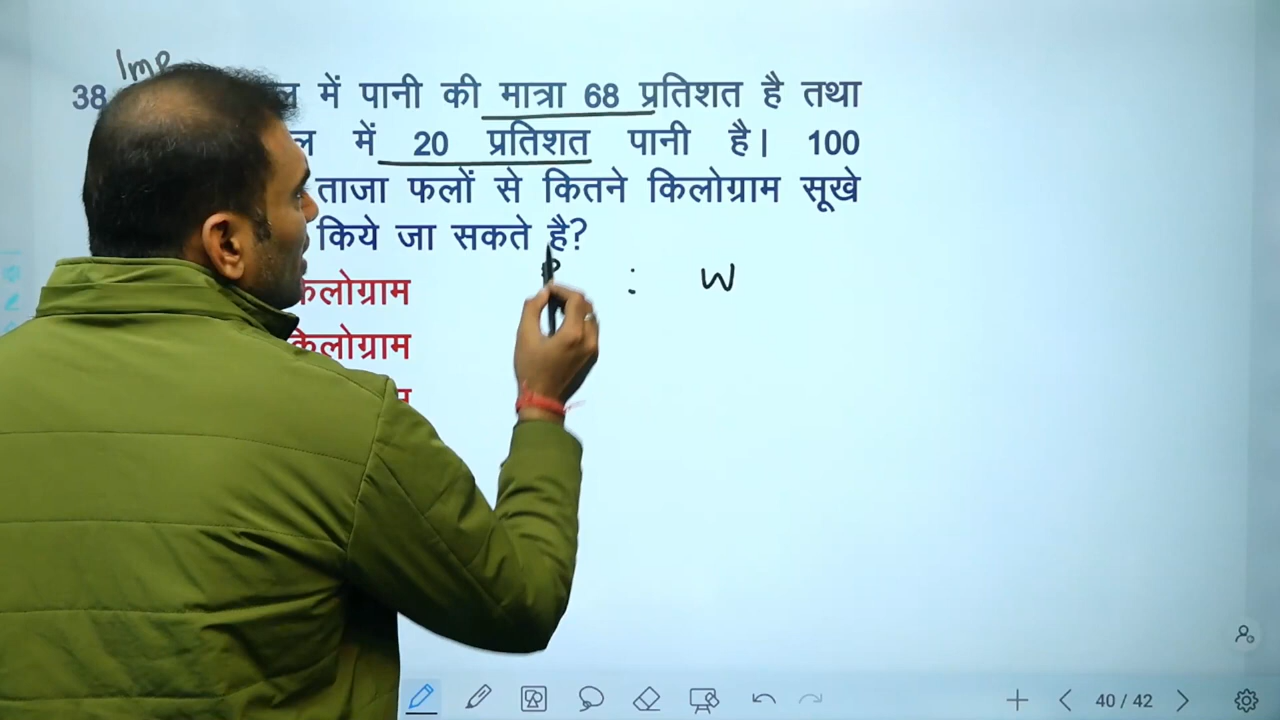 Imp
38
में पानी की मात्रा 68 प्रतिशत है तथा
में 20 प्रतिशत पानी है। 100
ताजा फलों से कितने किलोग्राम सूखे
किये जा सकते है?
: W
किलोग्राम
किलोग्राम
40 / 42